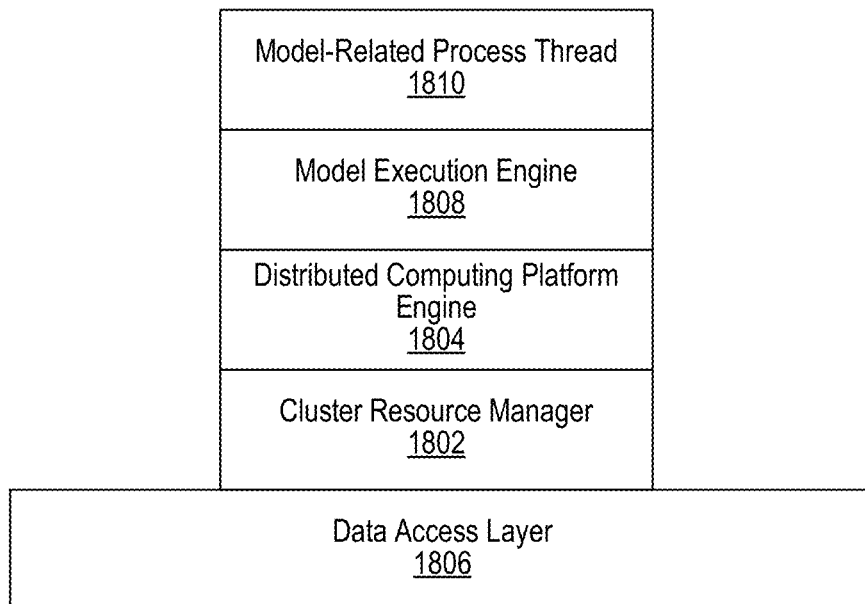 Model-Related Process Thread
1810
Model Execution Engine
1808
Distributed Computing Platform
Engine
1804
Cluster Resource Manager
1802
Data Access Layer
1806